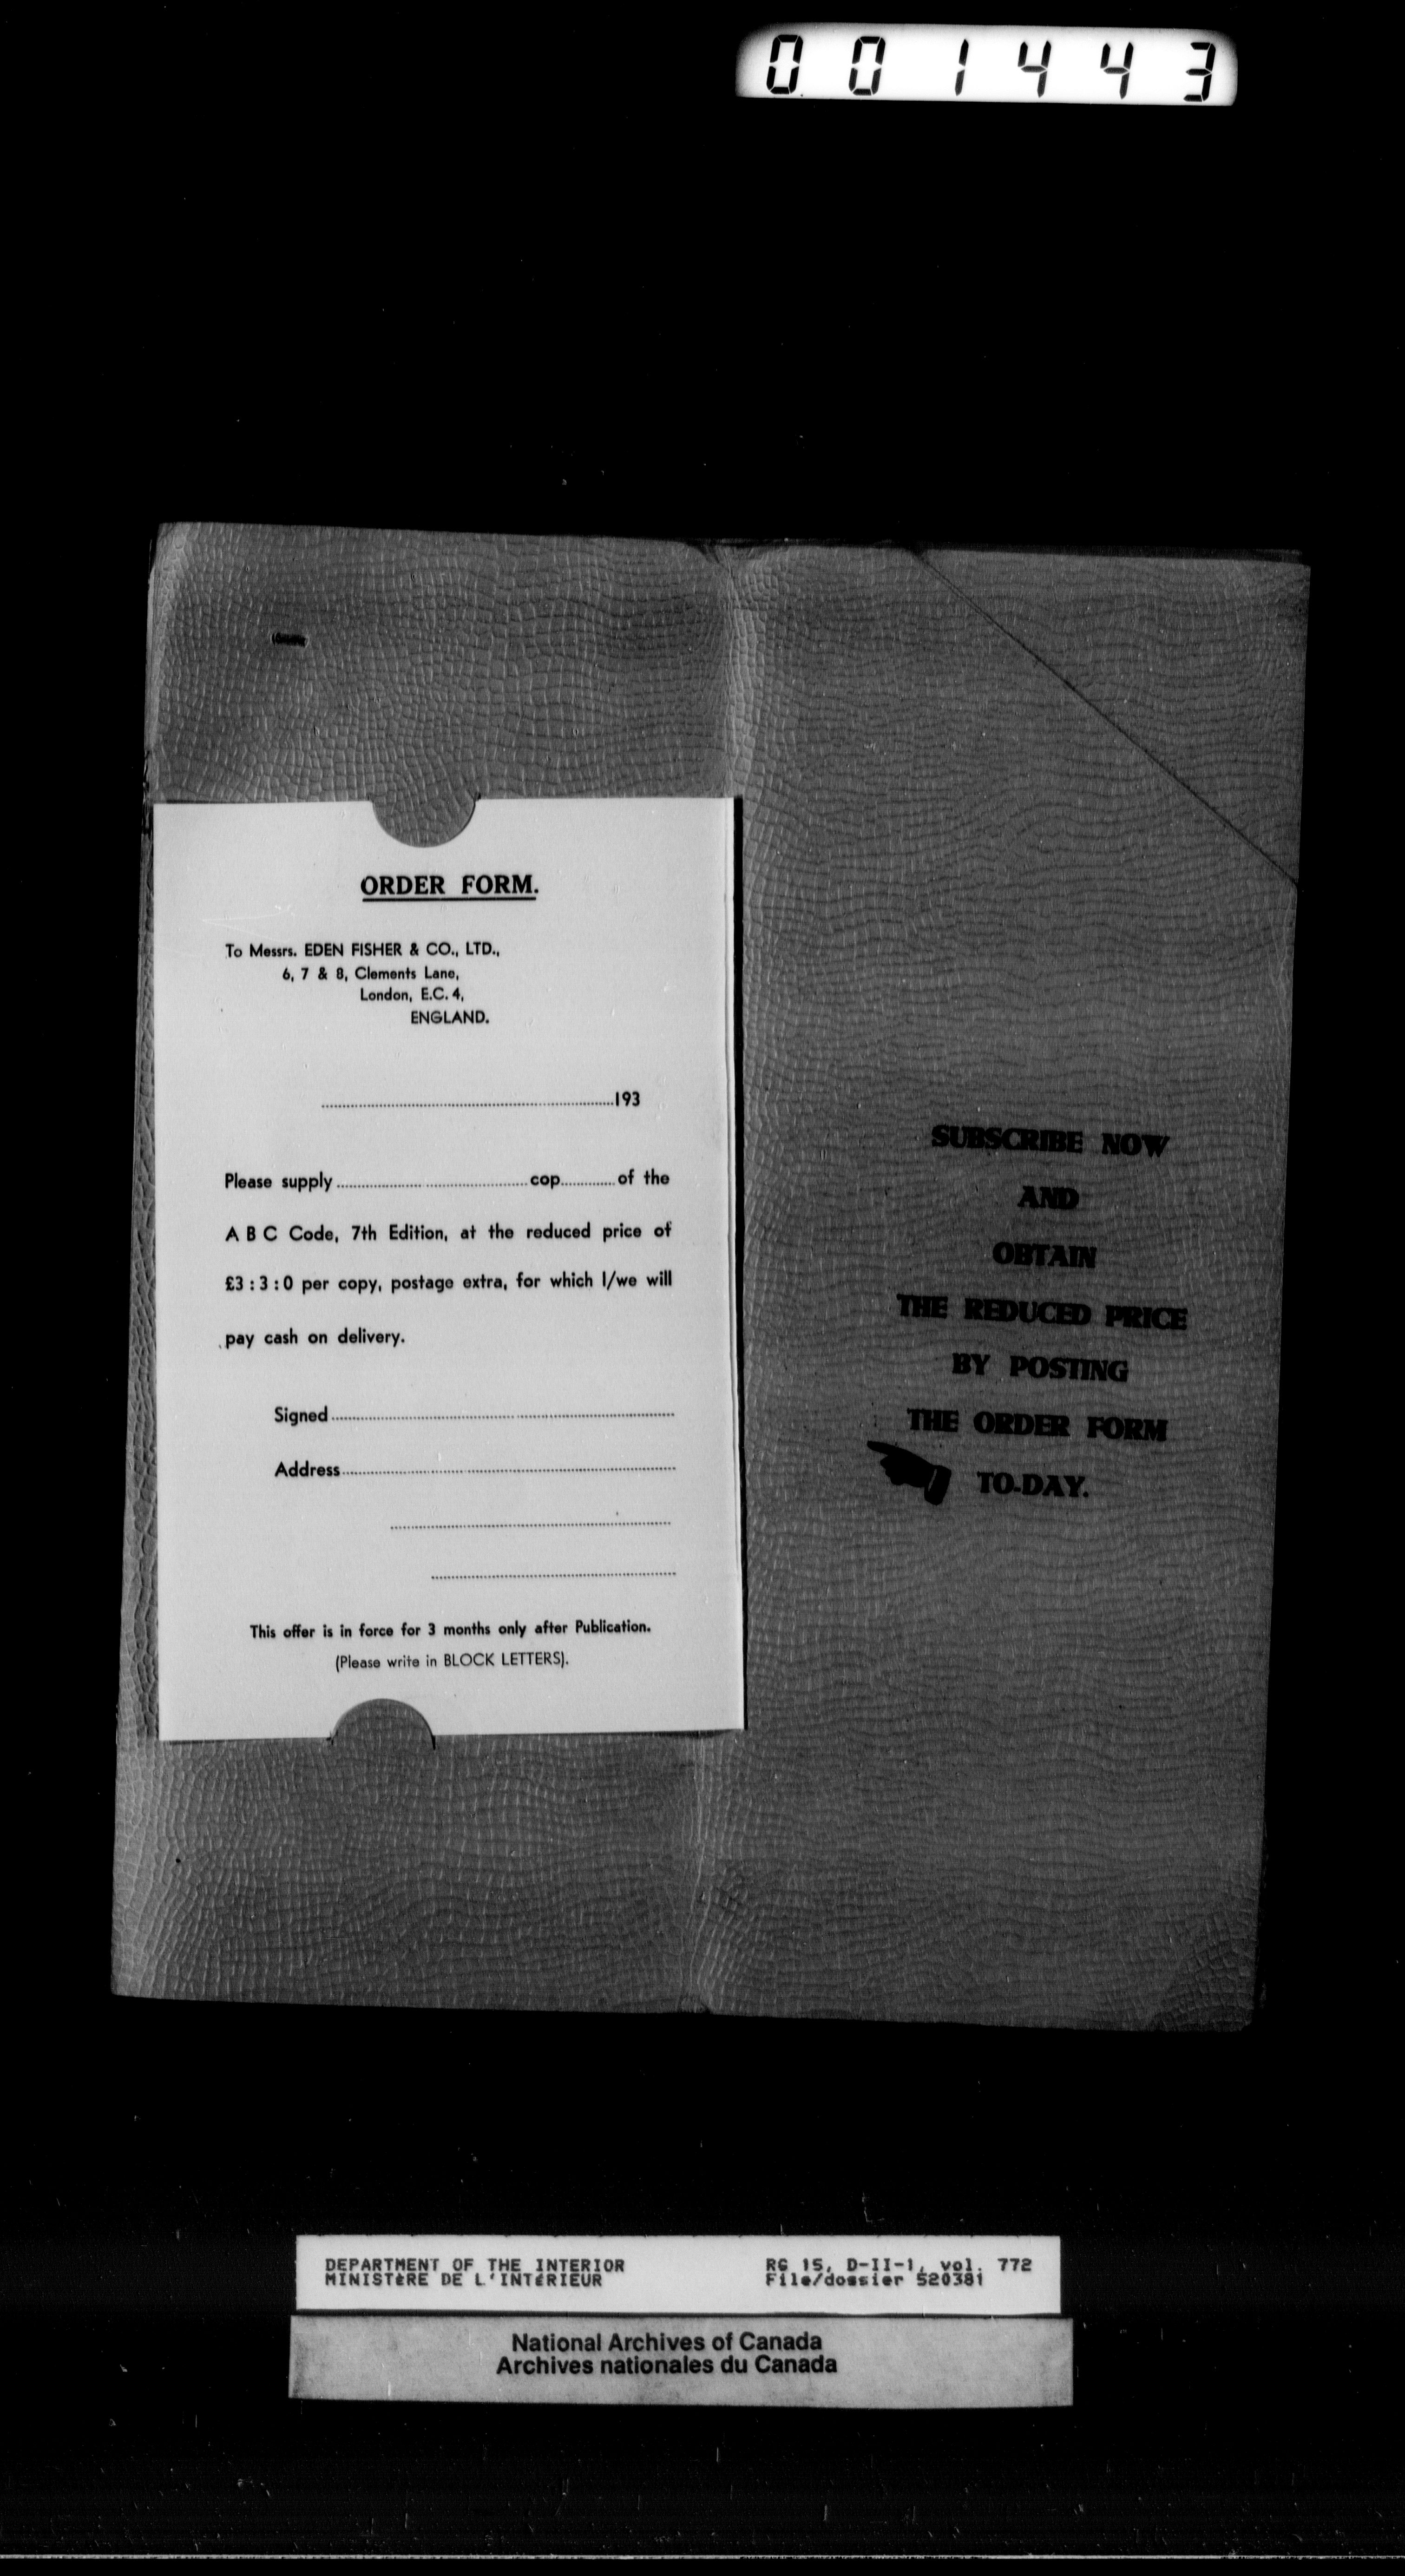 001443
ORDER FORM.
To Messrs. EDEN FISHER & CO., LTD.,
6, 7 & 8, Clements Lane,
London, E.C. 4,
ENGLAND.
..............................193
Please supply..............................cop............of the
A B C Code, 7th Edition, at the reduced price of
£3 : 3 : 0 per copy, postage extra, for which I/we will
pay cash on delivery.
Signed..............................
Address..............................
This offer is in force for 3 months only after Publication.
(Please write in BLOCK LETTERS).
SUBSCRIBE NOW
AND
OBTAIN
THE REDUCED PRICE
BY POSTING
THE ORDER FORM
TO-DAY.
DEPARTMENT OF THE INTERIOR
MINISTÈRE DE L'INTÉRIEUR
RG 15, D-II-1, vol. 772
File/dossier 520381
National Archives of Canada
Archives nationales du Canada